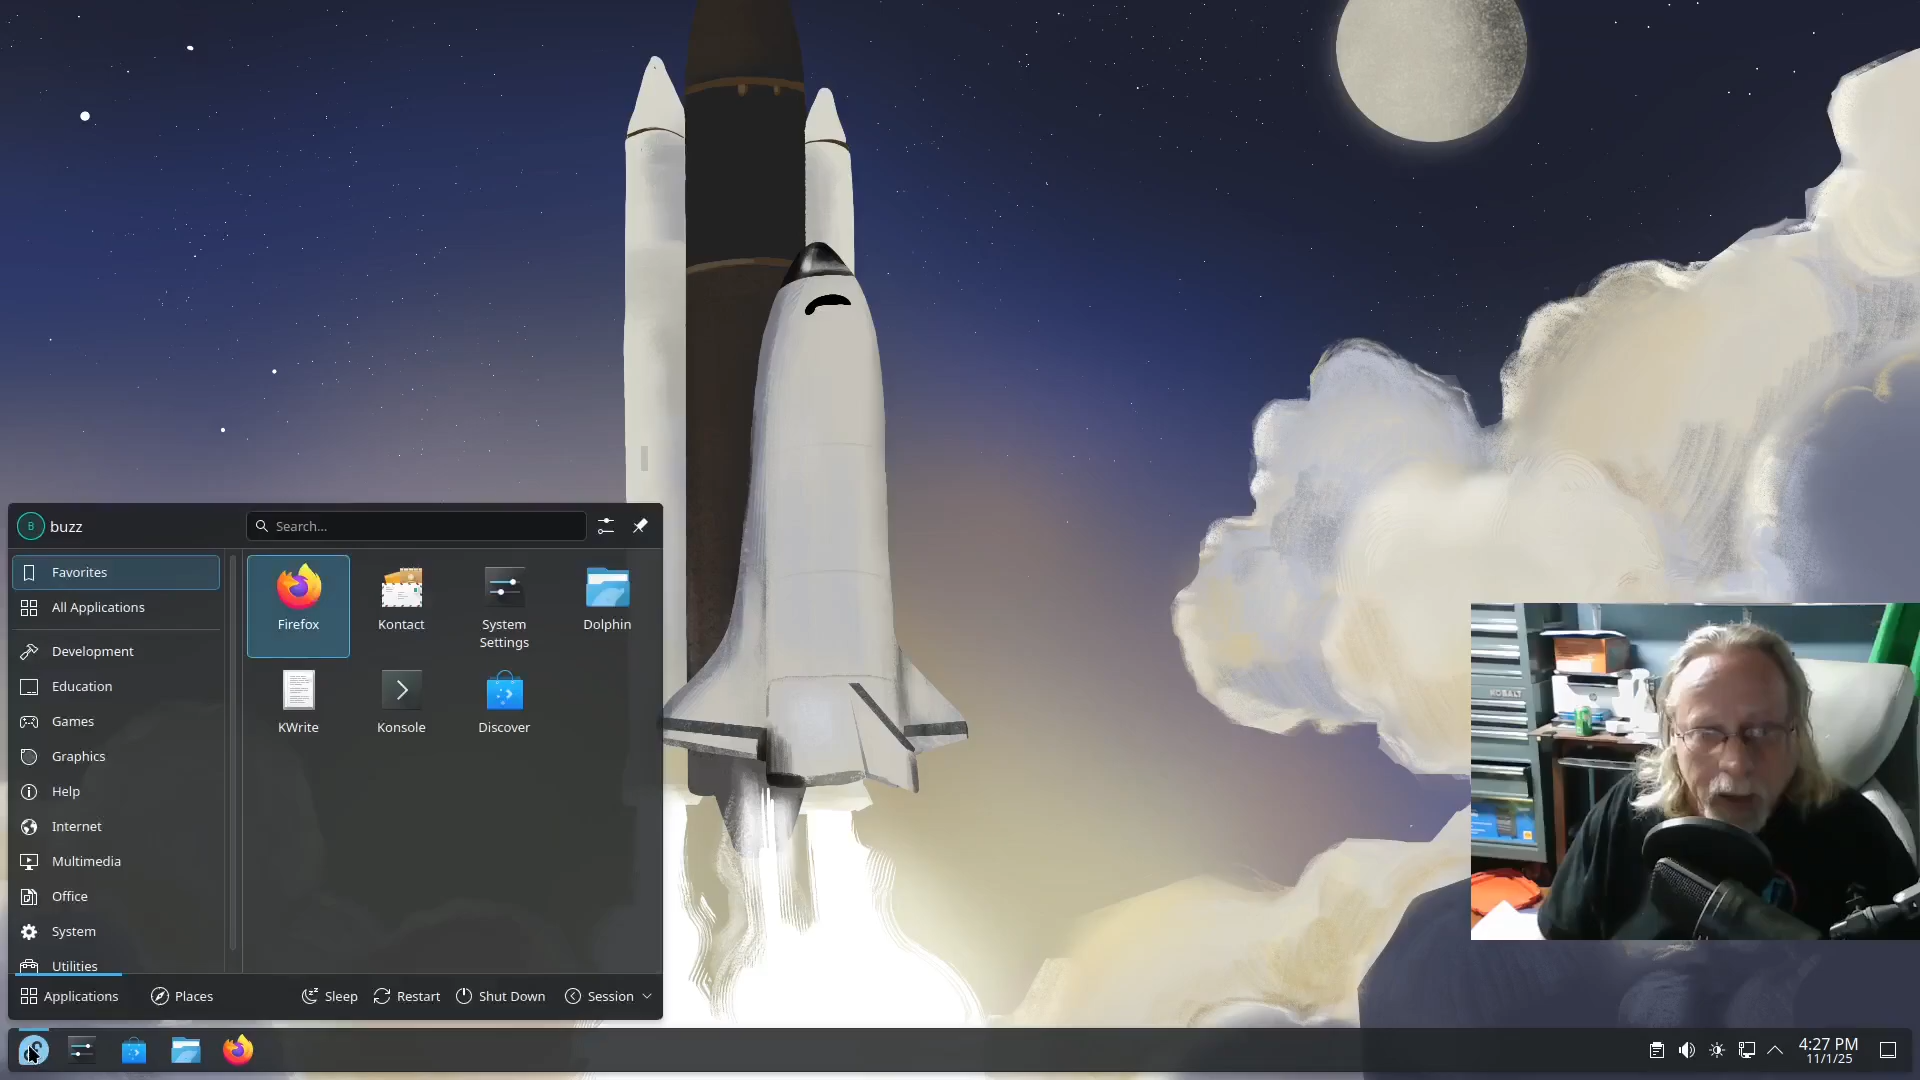 B buzz
Search...
Favorites
All Applications
Development
Education
Games
Graphics
Help
Internet
Multimedia
Office
System
Utilities
Firefox
Kontact
System
Settings
Dolphin
KWrite
Konsole
Discover
Applications
Places
Sleep
Restart
Shut Down
Session
KOBALT
4:27 PM
11/1/25